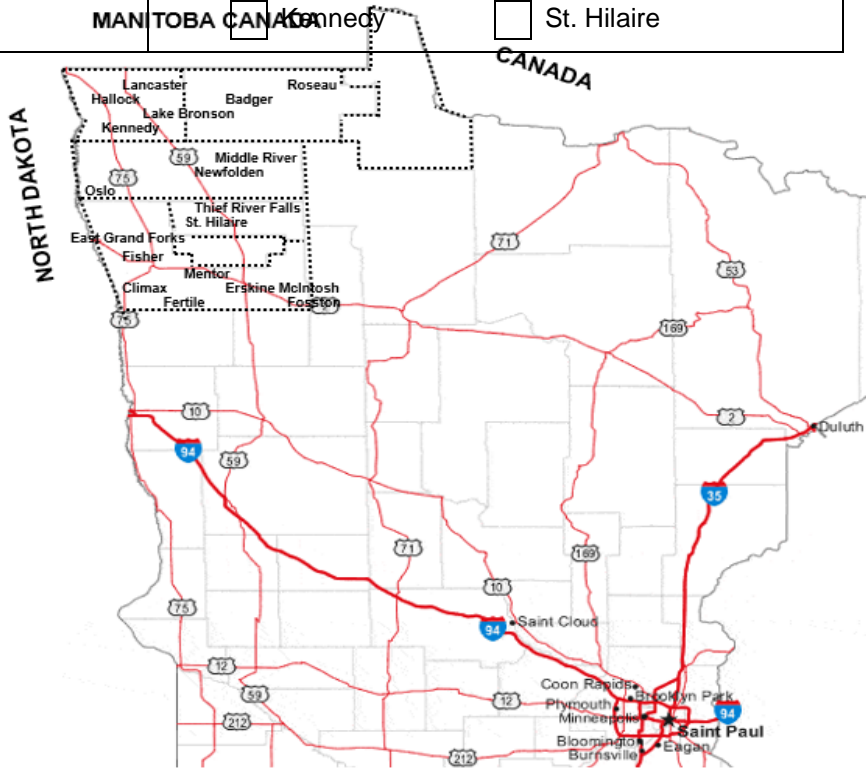 MANITOBA CANADA
Kennedy
St. Hilaire
CANADA
NORTH DAKOTA
Lancaster
Roseau
Hallock
Badger
Lake Bronson
Kennedy
59
Middle River
Newfolden
75
Oslo
Thief River Falls
St. Hilaire
East Grand Forks
71
Fisher
53
Mentor
Climax
Erskine McIntosh
Fertile
Fosston
2
75
169
10
2
Duluth
94
59
35
71
169
10
75
94
Saint Cloud
12
59
12
Coon Rapids
Brooklyn Park
Plymouth
94
Minneapolis
212
Saint Paul
Bloomington
Eagan
Burnsville
212